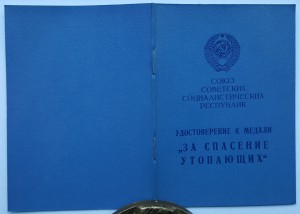 СОЮЗ
СОВЕТСКИХ
СОЦИАЛИСТИЧЕСКИХ
РЕСПУБЛИК
УДОСТОВЕРЕНИЕ К МЕДАЛИ
„ЗА СПАСЕНИЕ
УТОПАЮЩИХ“